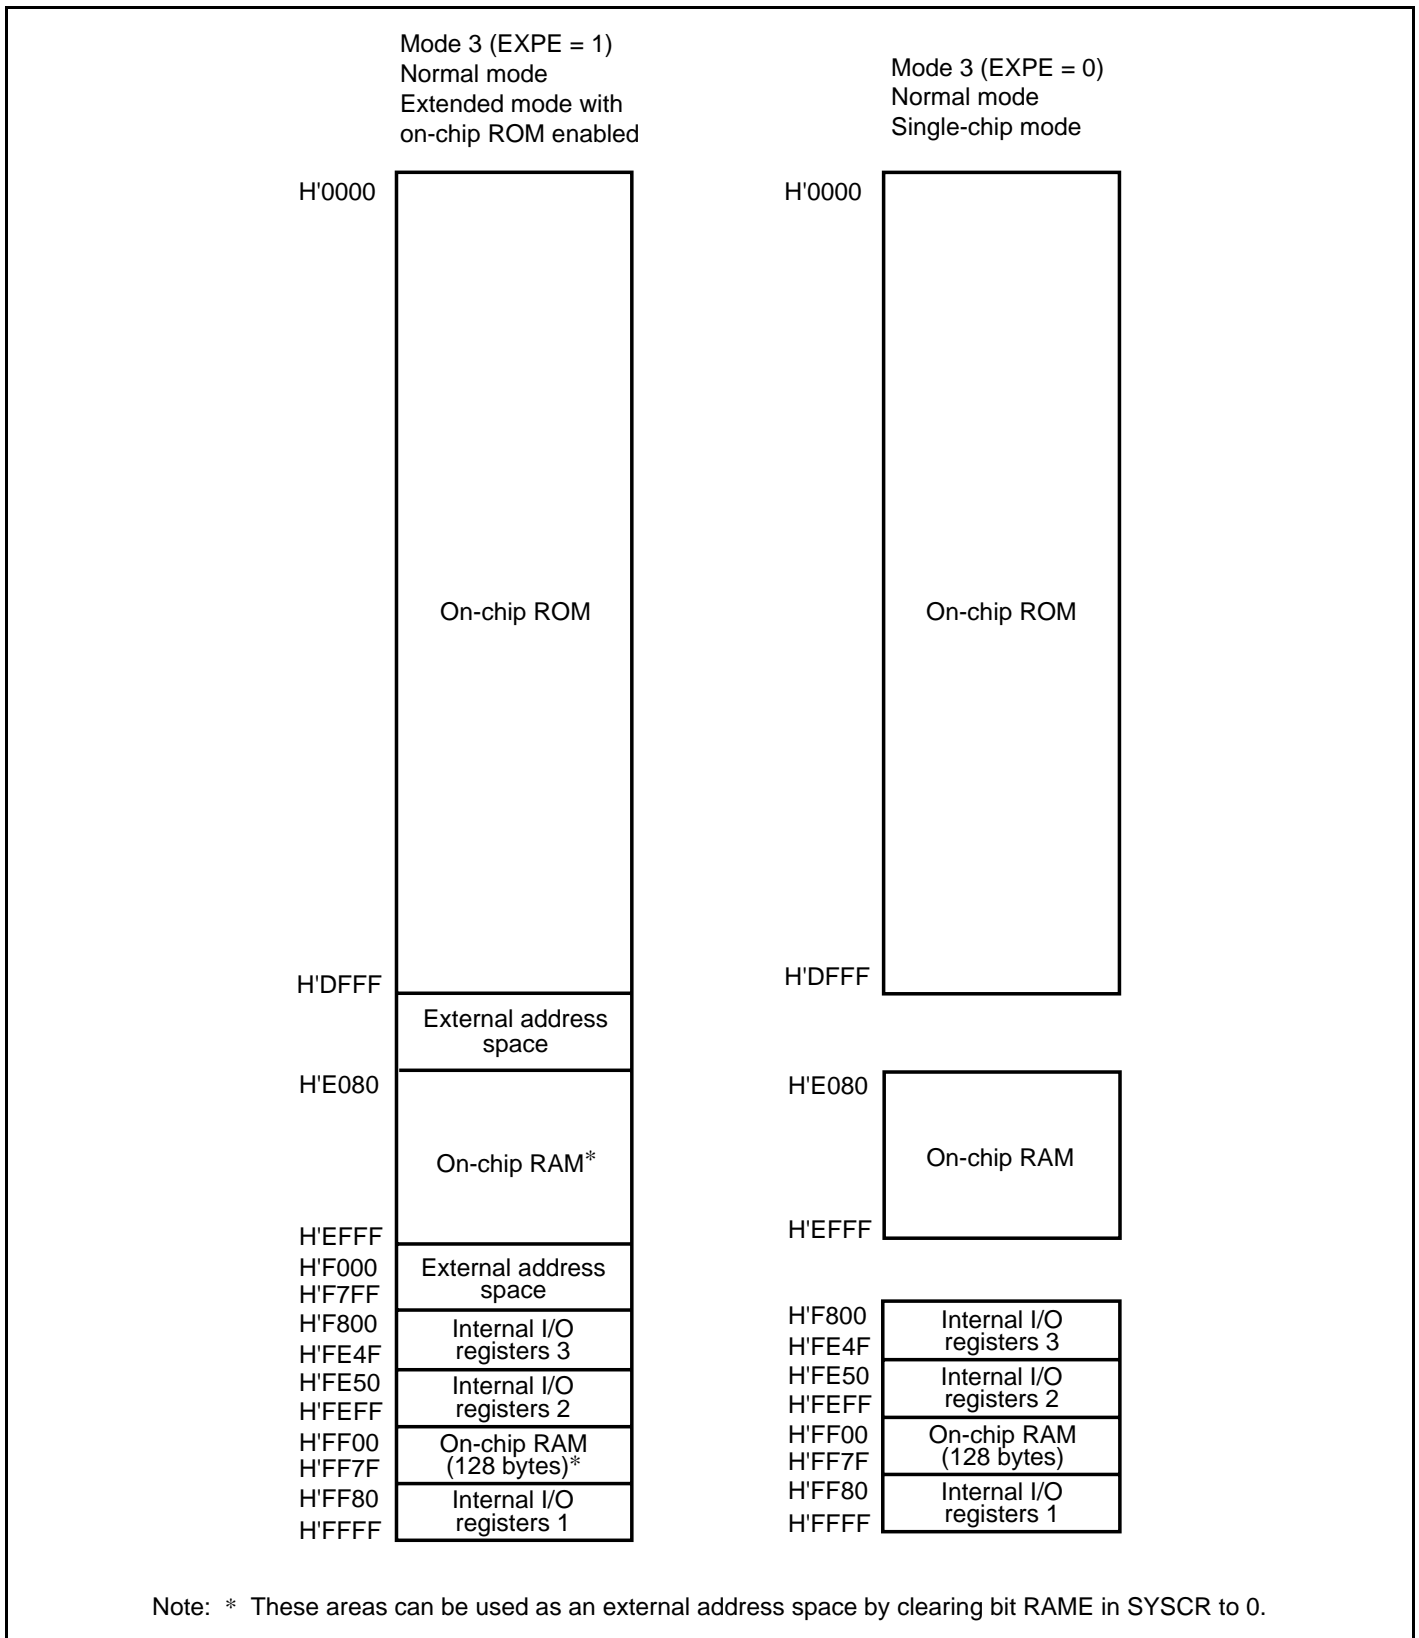 Mode 3 (EXPE = 1)
Normal mode
Extended mode with
on-chip ROM enabled
H'0000
On-chip ROM
H'DFFF
External address
space
H'E080
On-chip RAM*
H'EFFF
H'F000
External address
space
H'F7FF
H'F800
Internal I/O
registers 3
H'FE4F
H'FE50
Internal I/O
registers 2
H'FEFF
H'FF00
On-chip RAM
(128 bytes)*
H'FF7F
H'FF80
Internal I/O
registers 1
H'FFFF
Mode 3 (EXPE = 0)
Normal mode
Single-chip mode
H'0000
On-chip ROM
H'DFFF
H'E080
On-chip RAM
H'EFFF
H'F800
Internal I/O
registers 3
H'FE4F
H'FE50
Internal I/O
registers 2
H'FEFF
H'FF00
On-chip RAM
(128 bytes)
H'FF7F
H'FF80
Internal I/O
registers 1
H'FFFF
Note: * These areas can be used as an external address space by clearing bit RAME in SYSCR to 0.